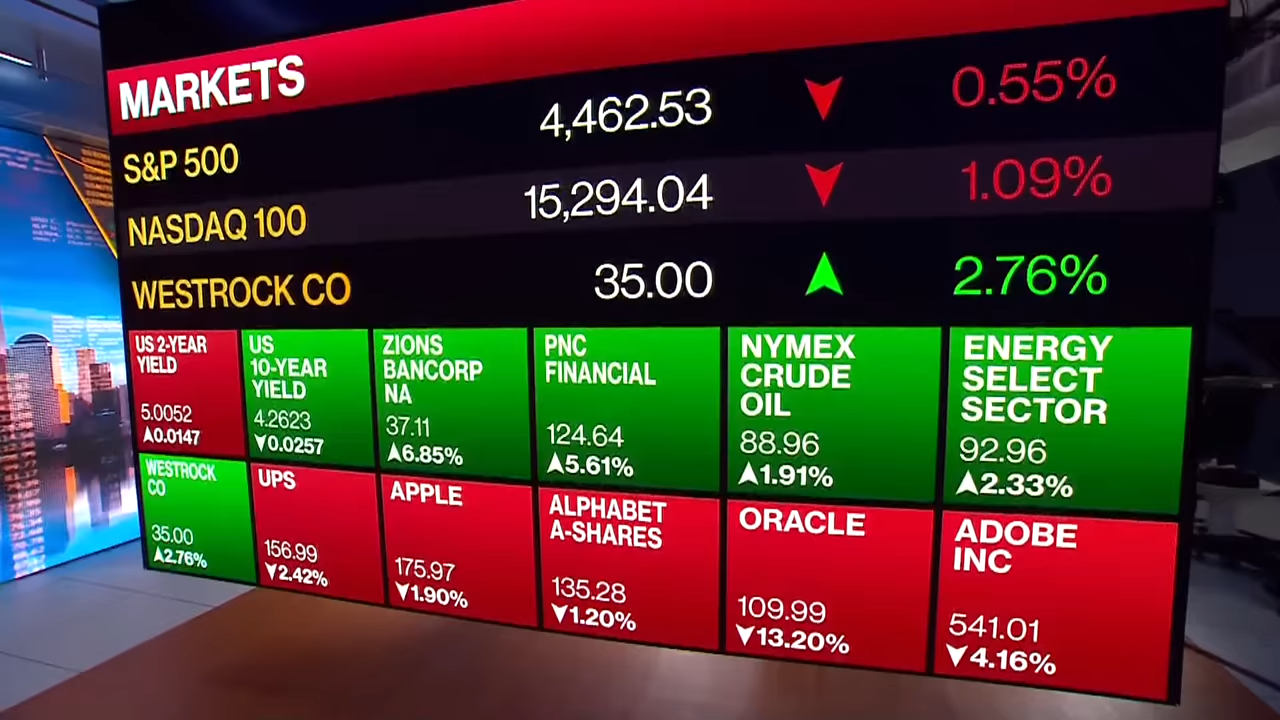 MARKETS
S&P 500 4,462.53 ▼ 0.55%
NASDAQ 100 15,294.04 ▼ 1.09%
WESTROCK CO 35.00 ▲ 2.76%
US 2-YEAR
YIELD
5.0052
▲0.0147
US
10-YEAR
YIELD
4.2623
▼0.0257
ZIONS
BANCORP
NA
37.11
▲6.85%
PNC
FINANCIAL
124.64
▲5.61%
NYMEX
CRUDE
OIL
88.96
▲1.91%
ENERGY
SELECT
SECTOR
92.96
▲2.33%
WESTROCK
CO
35.00
▲2.76%
UPS
156.99
▼2.42%
APPLE
175.97
▼1.90%
ALPHABET
A-SHARES
135.28
▼1.20%
ORACLE
109.99
▼13.20%
ADOBE
INC
541.01
▼4.16%